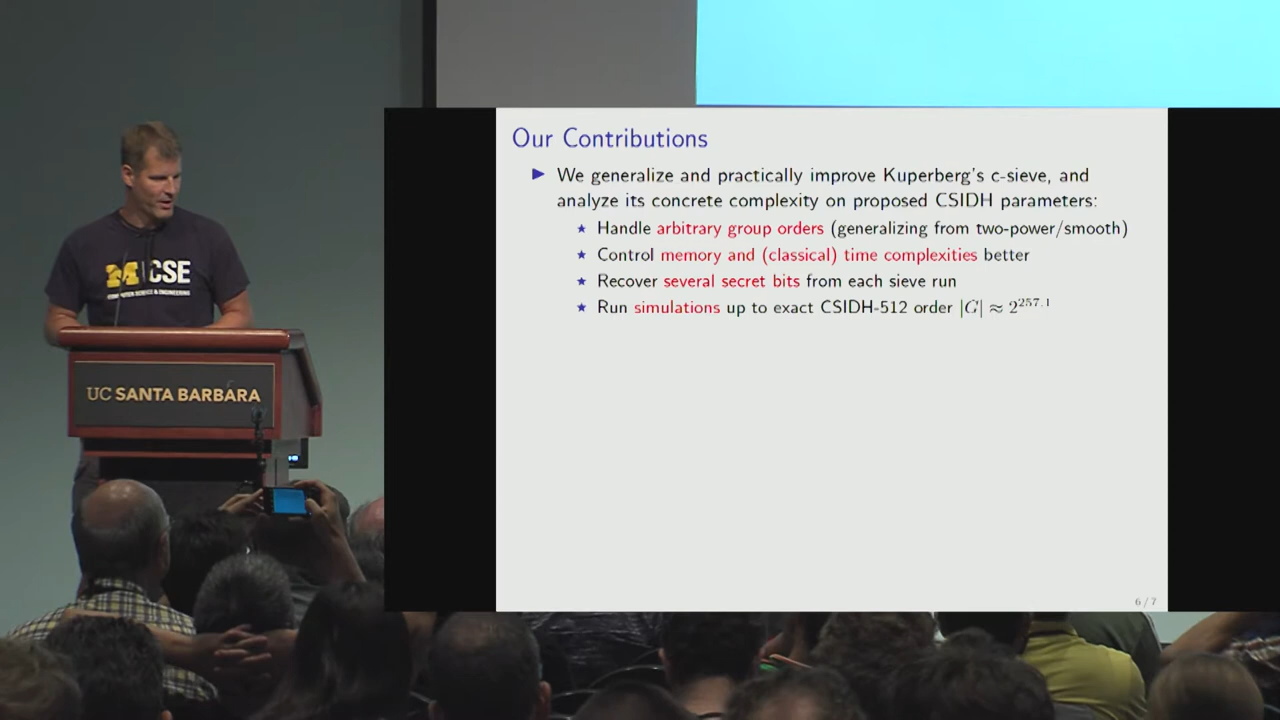 Our Contributions
We generalize and practically improve Kuperberg's c-sieve, and
analyze its concrete complexity on proposed CSIDH parameters:
Handle arbitrary group orders (generalizing from two-power/smooth)
Control memory and (classical) time complexities better
Recover several secret bits from each sieve run
Run simulations up to exact CSIDH-512 order |G| ≈ 2^257.1
6 / 7
M CSE
COMPUTER SCIENCE & ENGINEERING
UC SANTA BARBARA